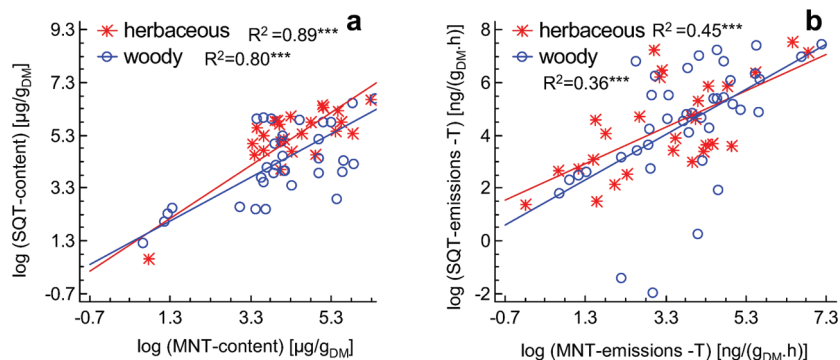 a
herbaceous R²=0.89***
woody R²=0.80***
log (SQT-content) [µg/g_DM]
9.3
7.3
5.3
3.3
1.3
-0.7
-0.7 1.3 3.3 5.3
log (MNT-content) [µg/g_DM]
b
herbaceous R²=0.45***
woody
R²=0.36***
log (SQT-emissions -T) [ng/(g_DM.h)]
8
6
4
2
0
-2
-0.7 1.3 3.3 5.3 7.3
log (MNT-emissions -T) [ng/(g_DM.h)]